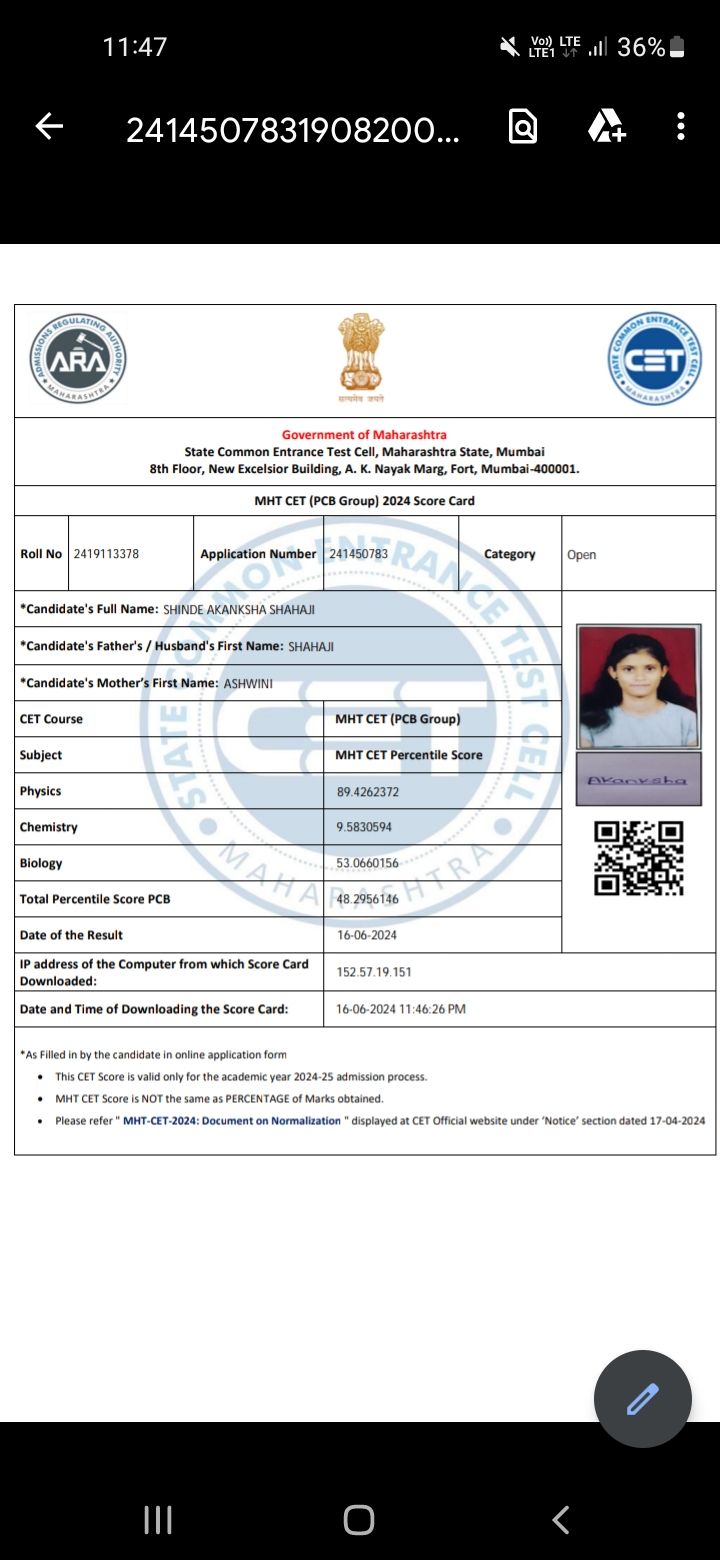 11:47
Vo)) LTE
LTE1
36%
2414507831908200...
ADMISSIONS REGULATING AUTHORITY
ARA
MAHARASHTRA
सत्यमेव जयते
STATE COMMON ENTRANCE TEST CELL
CET
MAHARASHTRA
Government of Maharashtra
State Common Entrance Test Cell, Maharashtra State, Mumbai
8th Floor, New Excelsior Building, A. K. Nayak Marg, Fort, Mumbai-400001.
MHT CET (PCB Group) 2024 Score Card
Roll No 2419113378 Application Number 241450783 Category Open
*Candidate's Full Name: SHINDE AKANKSHA SHAHAJI
*Candidate's Father's / Husband's First Name: SHAHAJI
*Candidate's Mother's First Name: ASHWINI
CET Course MHT CET (PCB Group)
Subject MHT CET Percentile Score
Physics 89.4262372
Akanksha
Chemistry 9.5830594
Biology 53.0660156
Total Percentile Score PCB 48.2956146
Date of the Result 16-06-2024
IP address of the Computer from which Score Card
Downloaded: 152.57.19.151
Date and Time of Downloading the Score Card: 16-06-2024 11:46:26 PM
STATE COMMON ENTRANCE TEST CELL
CET
MAHARASHTRA
*As Filled in by the candidate in online application form
• This CET Score is valid only for the academic year 2024-25 admission process.
• MHT CET Score is NOT the same as PERCENTAGE of Marks obtained.
• Please refer " MHT-CET-2024: Document on Normalization " displayed at CET Official website under 'Notice' section dated 17-04-2024